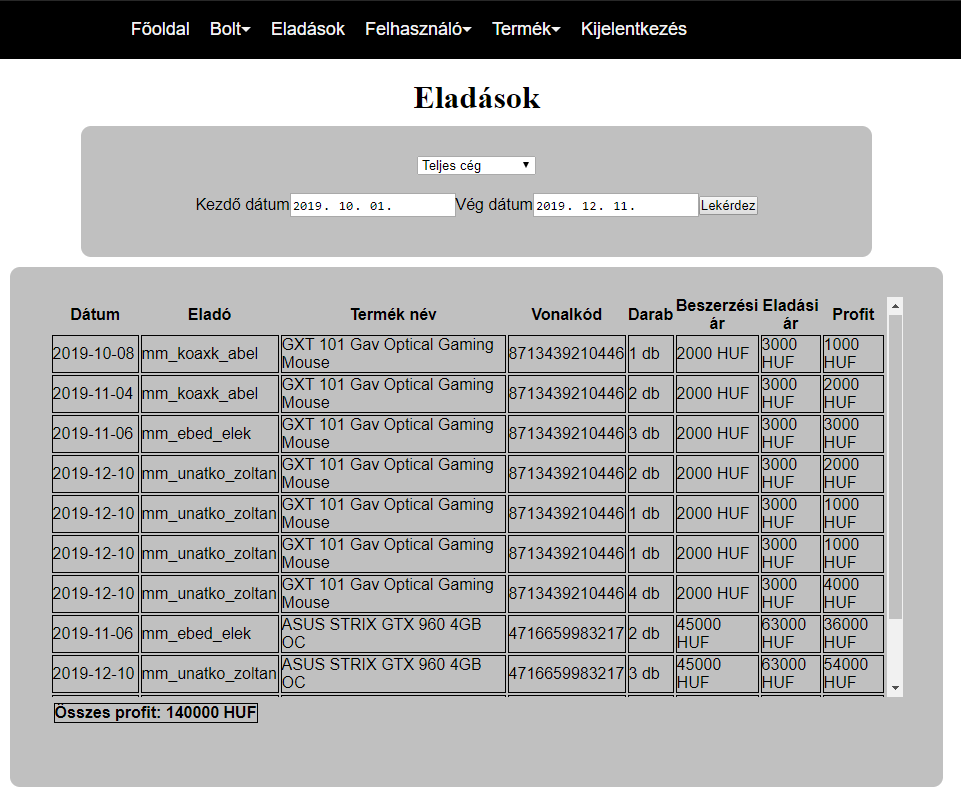 Főoldal Bolt Eladások Felhasználó Termék Kijelentkezés
Eladások
Teljes cég
Kezdő dátum 2019. 10. 01. Vég dátum 2019. 12. 11. Lekérdez
Dátum Eladó Termék név Vonalkód Darab Beszerzési ár Eladási ár Profit
2019-10-08 mm_koaxk_abel GXT 101 Gav Optical Gaming Mouse 8713439210446 1 db 2000 HUF 3000 HUF 1000 HUF
2019-11-04 mm_koaxk_abel GXT 101 Gav Optical Gaming Mouse 8713439210446 2 db 2000 HUF 3000 HUF 2000 HUF
2019-11-06 mm_ebed_elek GXT 101 Gav Optical Gaming Mouse 8713439210446 3 db 2000 HUF 3000 HUF 3000 HUF
2019-12-10 mm_unatko_zoltan GXT 101 Gav Optical Gaming Mouse 8713439210446 2 db 2000 HUF 3000 HUF 2000 HUF
2019-12-10 mm_unatko_zoltan GXT 101 Gav Optical Gaming Mouse 8713439210446 1 db 2000 HUF 3000 HUF 1000 HUF
2019-12-10 mm_unatko_zoltan GXT 101 Gav Optical Gaming Mouse 8713439210446 1 db 2000 HUF 3000 HUF 1000 HUF
2019-12-10 mm_unatko_zoltan GXT 101 Gav Optical Gaming Mouse 8713439210446 4 db 2000 HUF 3000 HUF 4000 HUF
2019-11-06 mm_ebed_elek ASUS STRIX GTX 960 4GB OC 4716659983217 2 db 45000 HUF 63000 HUF 36000 HUF
2019-12-10 mm_unatko_zoltan ASUS STRIX GTX 960 4GB OC 4716659983217 3 db 45000 HUF 63000 HUF 54000 HUF
Összes profit: 140000 HUF